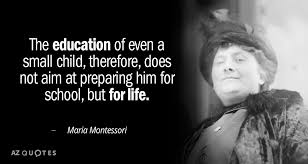 The education of even a
small child, therefore, does
not aim at preparing him for
school, but for life.
– Maria Montessori
AZ QUOTES